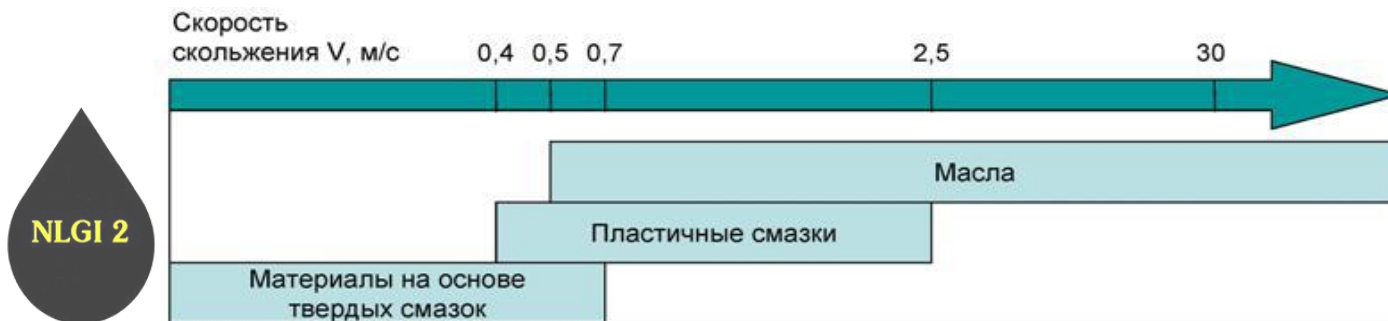 Скорость
скольжения V, м/с
0,4 0,5 0,7 2,5 30
Масла
NLGI 2
Пластичные смазки
Материалы на основе
твердых смазок